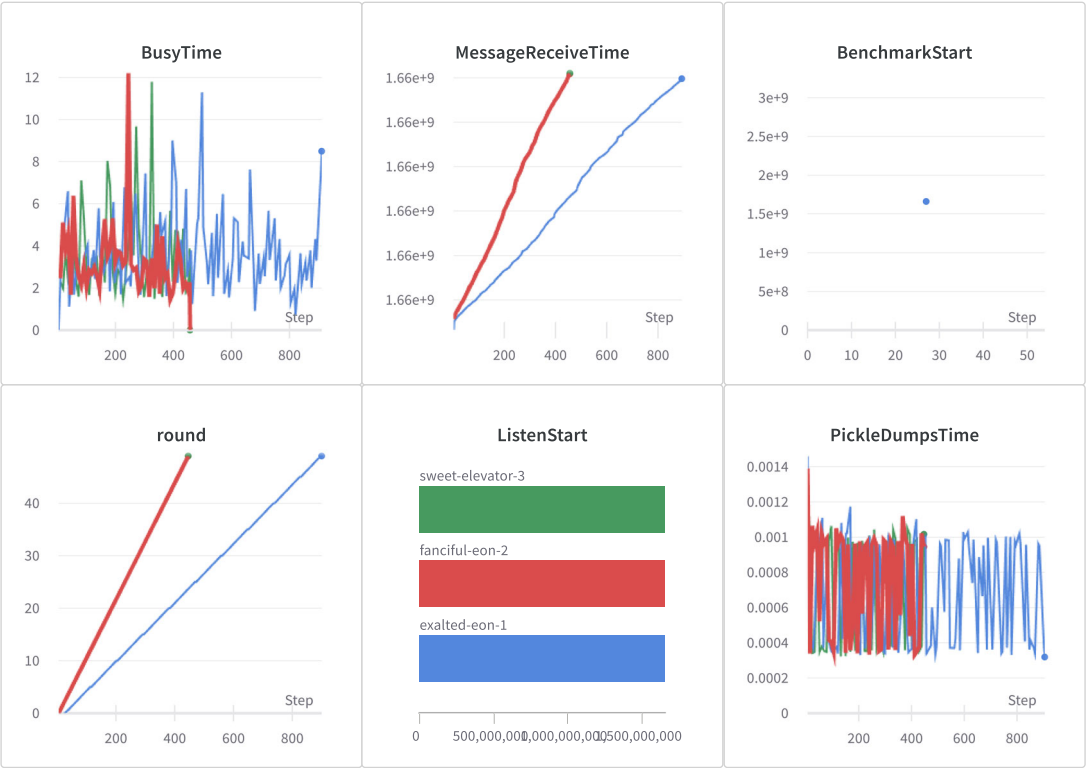 BusyTime
12
10
8
6
4
2
0
200
400
600
800
Step
MessageReceiveTime
1.66e+9
1.66e+9
1.66e+9
1.66e+9
1.66e+9
1.66e+9
200
400
600
800
Step
BenchmarkStart
3e+9
2.5e+9
2e+9
1.5e+9
1e+9
5e+8
0
0
10
20
30
40
50
Step
round
40
30
20
10
0
200
400
600
800
Step
ListenStart
sweet-elevator-3
fanciful-eon-2
exalted-eon-1
0
500,000,000
1,000,000,000
1,500,000,000
PickleDumpsTime
0.0014
0.0012
0.001
0.0008
0.0006
0.0004
0.0002
0
200
400
600
800
Step